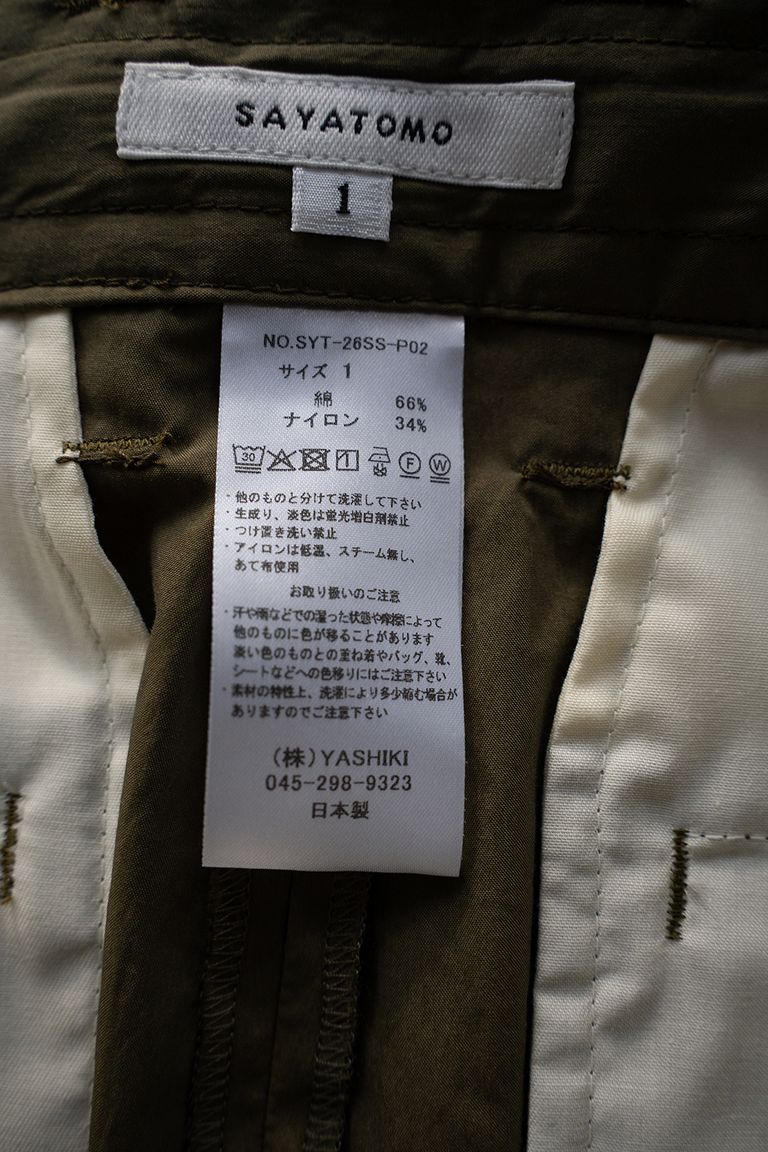 SAYATOMO
1
NO.SYT-26SS-P02
サイズ 1
綿 66%
ナイロン 34%
30 1 F W
・他のものと分けて洗濯して下さい
・生成り、淡色は蛍光増白剤禁止
・つけ置き洗い禁止
・アイロンは低温、スチーム無し、
あて布使用
お取り扱いのご注意
・汗や雨などでの湿った状態や摩擦によって
他のものに色が移ることがあります
淡い色のものとの重ね着やバッグ、靴、
シートなどへの色移りにはご注意下さい
・素材の特性上、洗濯により多少縮む場合が
ありますのでご注意下さい
(株)YASHIKI
045-298-9323
日本製